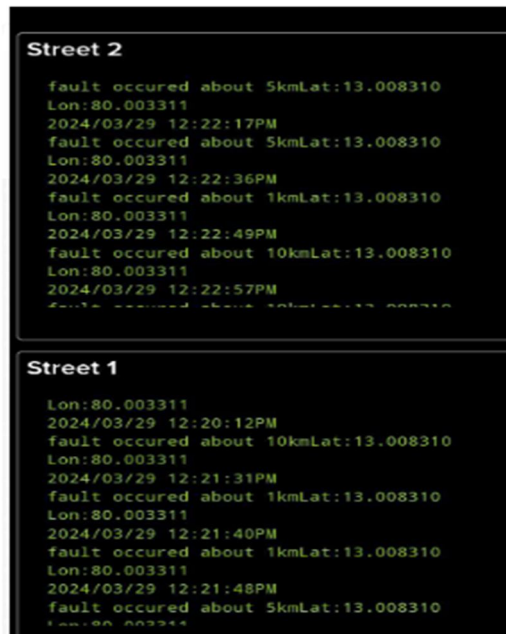 Street 2
fault occured about 5kmLat:13.008310
Lon:80.003311
2024/03/29 12:22:17PM
fault occured about 5kmLat:13.008310
Lon:80.003311
2024/03/29 12:22:36PM
fault occured about 1kmLat:13.008310
Lon:80.003311
2024/03/29 12:22:49PM
fault occured about 10kmLat:13.008310
Lon:80.003311
2024/03/29 12:22:57PM
Street 1
Lon:80.003311
2024/03/29 12:20:12PM
fault occured about 10kmLat:13.008310
Lon:80.003311
2024/03/29 12:21:31PM
fault occured about 1kmLat:13.008310
Lon:80.003311
2024/03/29 12:21:40PM
fault occured about 1kmLat:13.008310
Lon:80.003311
2024/03/29 12:21:48PM
fault occured about 5kmLat:13.008310
Lon:80.003311